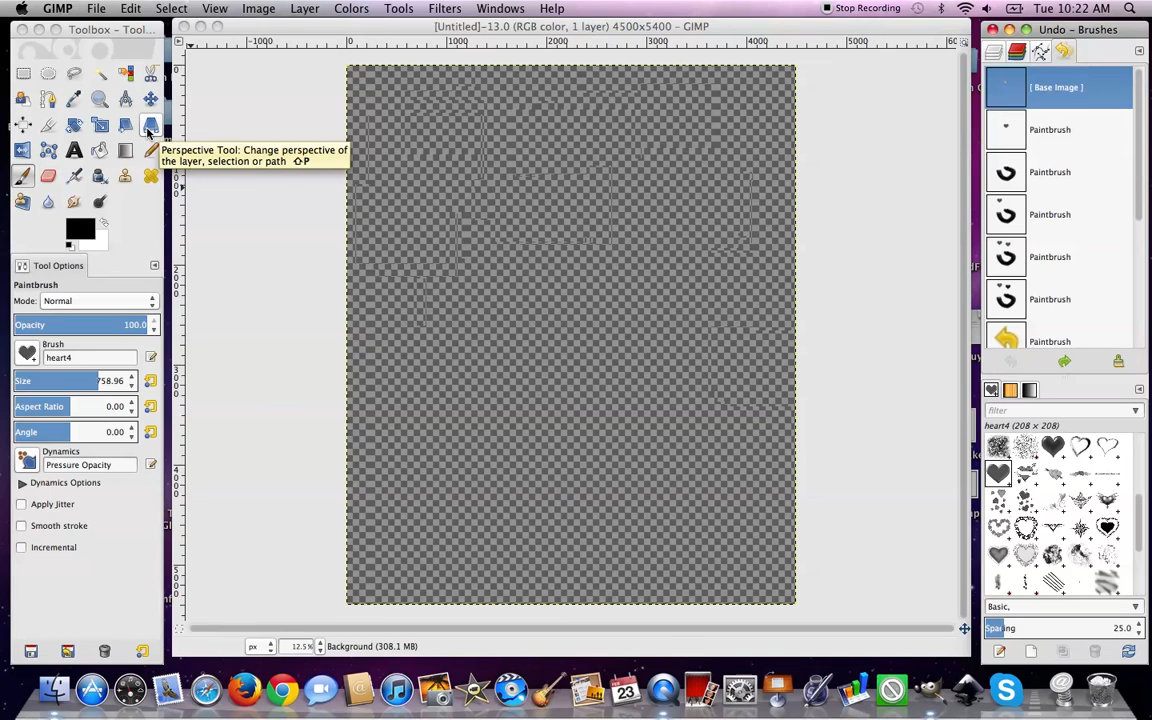 GIMP File Edit Select View Image Layer Colors Tools Filters Windows Help
Stop Recording Tue 10:22 AM
Toolbox - Tool...
[Untitled]-13.0 (RGB color, 1 layer) 4500x5400 – GIMP
Undo - Brushes
-1000 0 1000 2000 3000 4000 5000
[ Base Image ]
Paintbrush
Perspective Tool: Change perspective of
the layer, selection or path ⇧P
Paintbrush
Paintbrush
Paintbrush
Paintbrush
Paintbrush
Tool Options
Paintbrush
Mode: Normal
Opacity 100.0
Brush
heart4
Size 758.96
Aspect Ratio 0.00
Angle 0.00
Dynamics
Pressure Opacity
Dynamics Options
Apply Jitter
Smooth stroke
Incremental
filter
heart4 (208 × 208)
Basic,
Spacing 25.0
px 12.5% Background (308.1 MB)
FEB
23